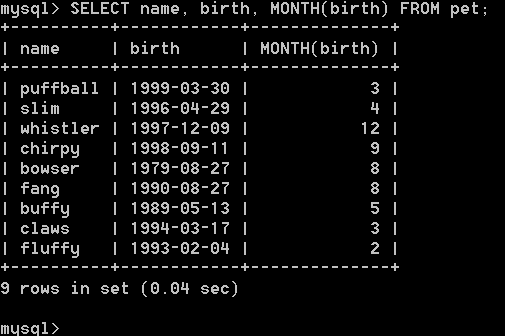 mysql> SELECT name, birth, MONTH(birth) FROM pet;
+----------+------------+--------------+
| name     | birth      | MONTH(birth) |
+----------+------------+--------------+
| puffball | 1999-03-30 |            3 |
| slim     | 1996-04-29 |            4 |
| whistler | 1997-12-09 |           12 |
| chirpy   | 1998-09-11 |            9 |
| bowser   | 1979-08-27 |            8 |
| fang     | 1990-08-27 |            8 |
| buffy    | 1989-05-13 |            5 |
| claws    | 1994-03-17 |            3 |
| fluffy   | 1993-02-04 |            2 |
+----------+------------+--------------+
9 rows in set (0.04 sec)
mysql>